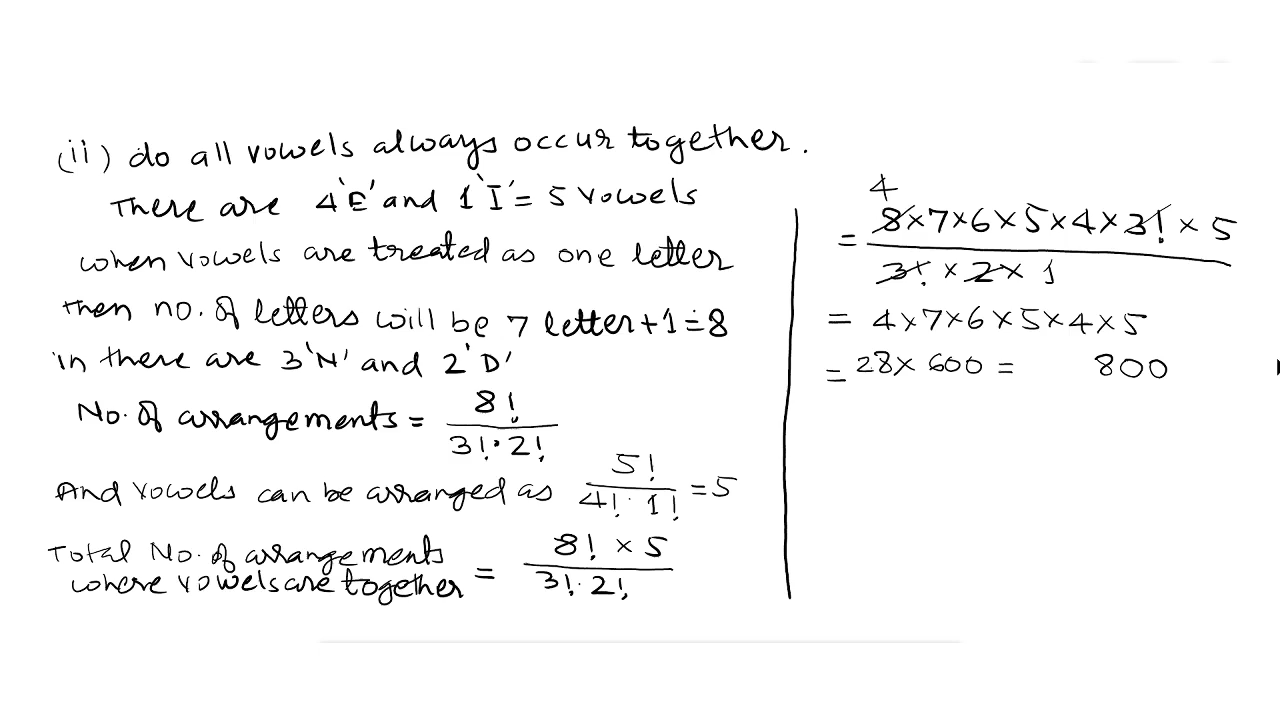 (ii) do all vowels always occur together.
There are 4'E' and 1'I' = 5 vowels
when vowels are treated as one letter
then no. of letters will be 7 letter + 1 = 8
in there are 3'N' and 2'D'
No. of arrangements = 8! / 3!·2!
And vowels can be arranged as 5! / 4!·1! = 5
Total No. of arrangements
where vowels are together = 8! × 5 / 3!·2!
4
= 8×7×6×5×4×3! × 5 / 3! × 2 × 1
= 4×7×6×5×4×5
= 28× 600 = 800